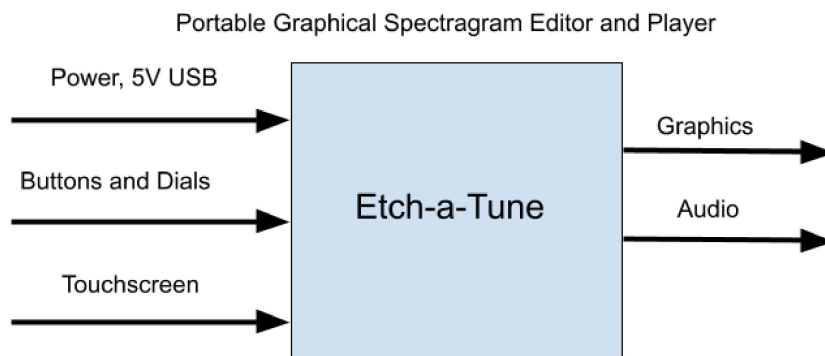 Portable Graphical Spectragram Editor and Player
Power, 5V USB
Buttons and Dials
Touchscreen
Etch-a-Tune
Graphics
Audio